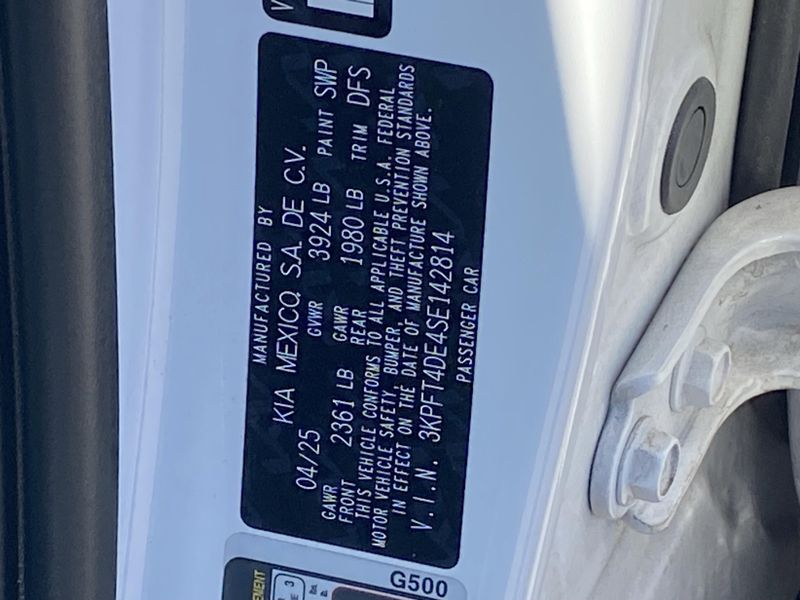 MANUFACTURED BY
KIA MEXICO, S.A. DE C.V.
04/25 GVWR 3924 LB PAINT SWP
GAWR FRONT 2361 LB GAWR REAR 1980 LB TRIM DFS
THIS VEHICLE CONFORMS TO ALL APPLICABLE U.S.A. FEDERAL
MOTOR VEHICLE SAFETY, BUMPER, AND THEFT PREVENTION STANDARDS
IN EFFECT ON THE DATE OF MANUFACTURE SHOWN ABOVE.
V.I.N. 3KPFT4DE4SE142814
PASSENGER CAR
G500